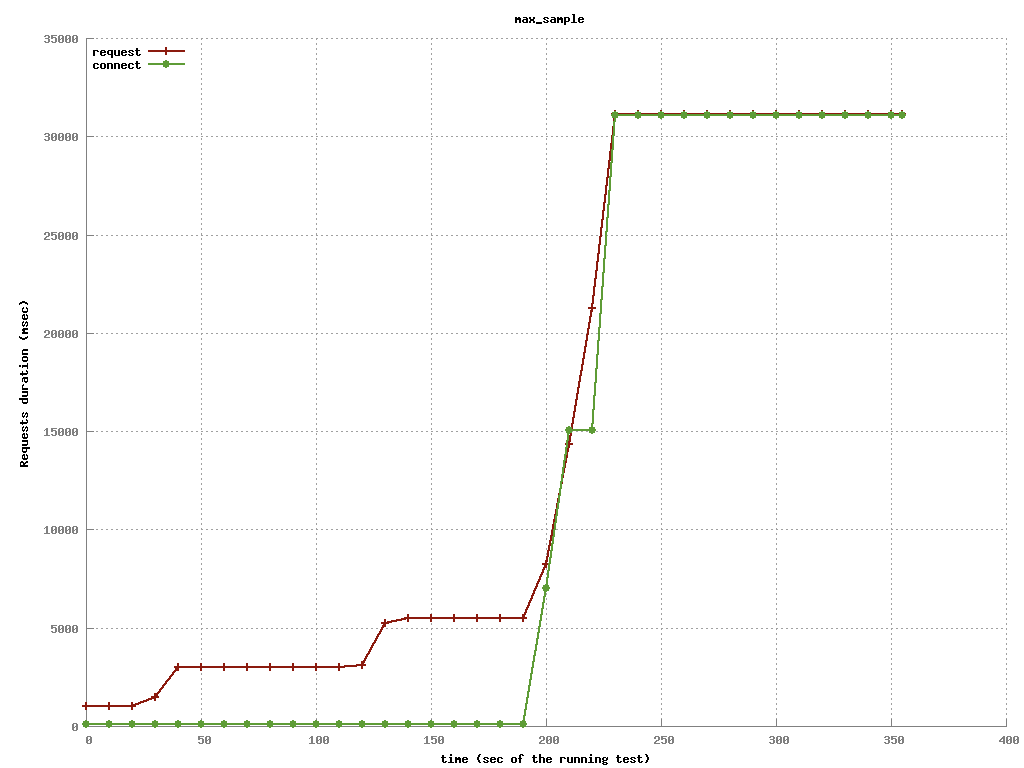 max_sample
request
connect
35000
30000
25000
20000
15000
10000
5000
0
Requests duration (msec)
0 50 100 150 200 250 300 350 400
time (sec of the running test)